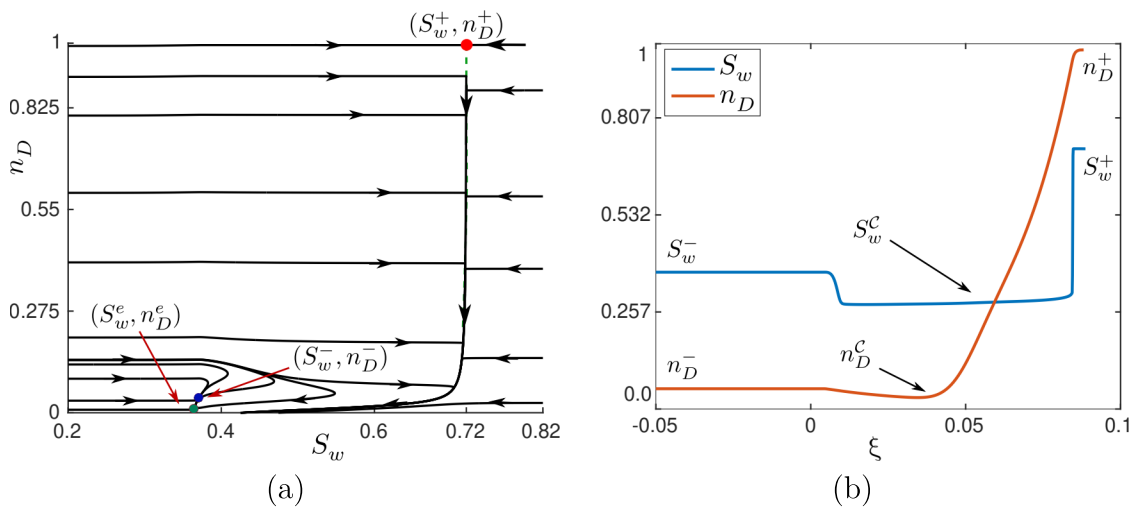 (S_w^+, n_D^+)
1
0.825
n_D
0.55
0.275
(S_w^e, n_D^e)
(S_w^-, n_D^-)
0
0.2
0.4
0.6
0.72
0.82
S_w
(a)
1
S_w
n_D
n_D^+
0.807
S_w^+
0.532
S_w^C
S_w^-
0.257
n_D^-
n_D^C
0.0
-0.05
0
0.05
0.1
ξ
(b)